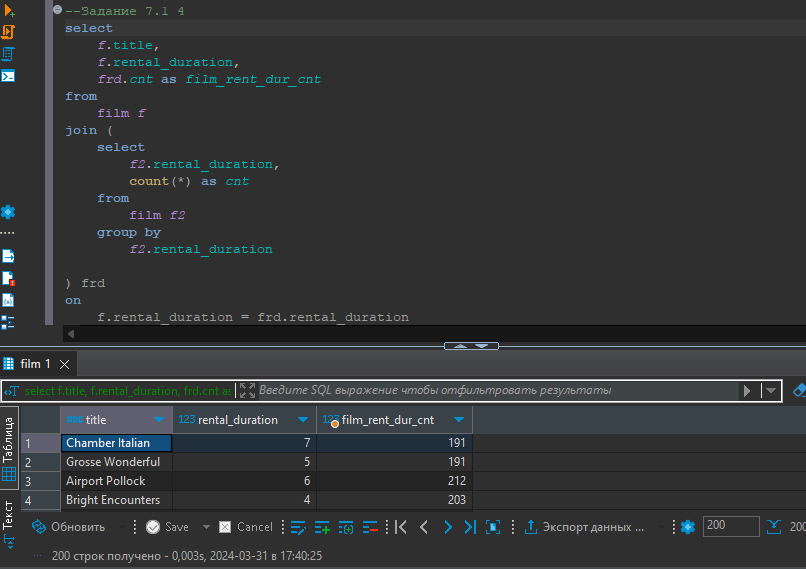 --Задание 7.1 4
select
f.title,
f.rental_duration,
frd.cnt as film_rent_dur_cnt
from
film f
join (
select
f2.rental_duration,
count(*) as cnt
from
film f2
group by
f2.rental_duration
) frd
on
f.rental_duration = frd.rental_duration
film 1
select f.title, f.rental_duration, frd.cnt as Введите SQL выражение чтобы отфильтровать результаты
Таблица
Текст
ABC title 123 rental_duration 123 film_rent_dur_cnt
1 Chamber Italian 7 191
2 Grosse Wonderful 5 191
3 Airport Pollock 6 212
4 Bright Encounters 4 203
Обновить Save Cancel Экспорт данных ... 200 200
200 строк получено - 0,003s, 2024-03-31 в 17:40:25